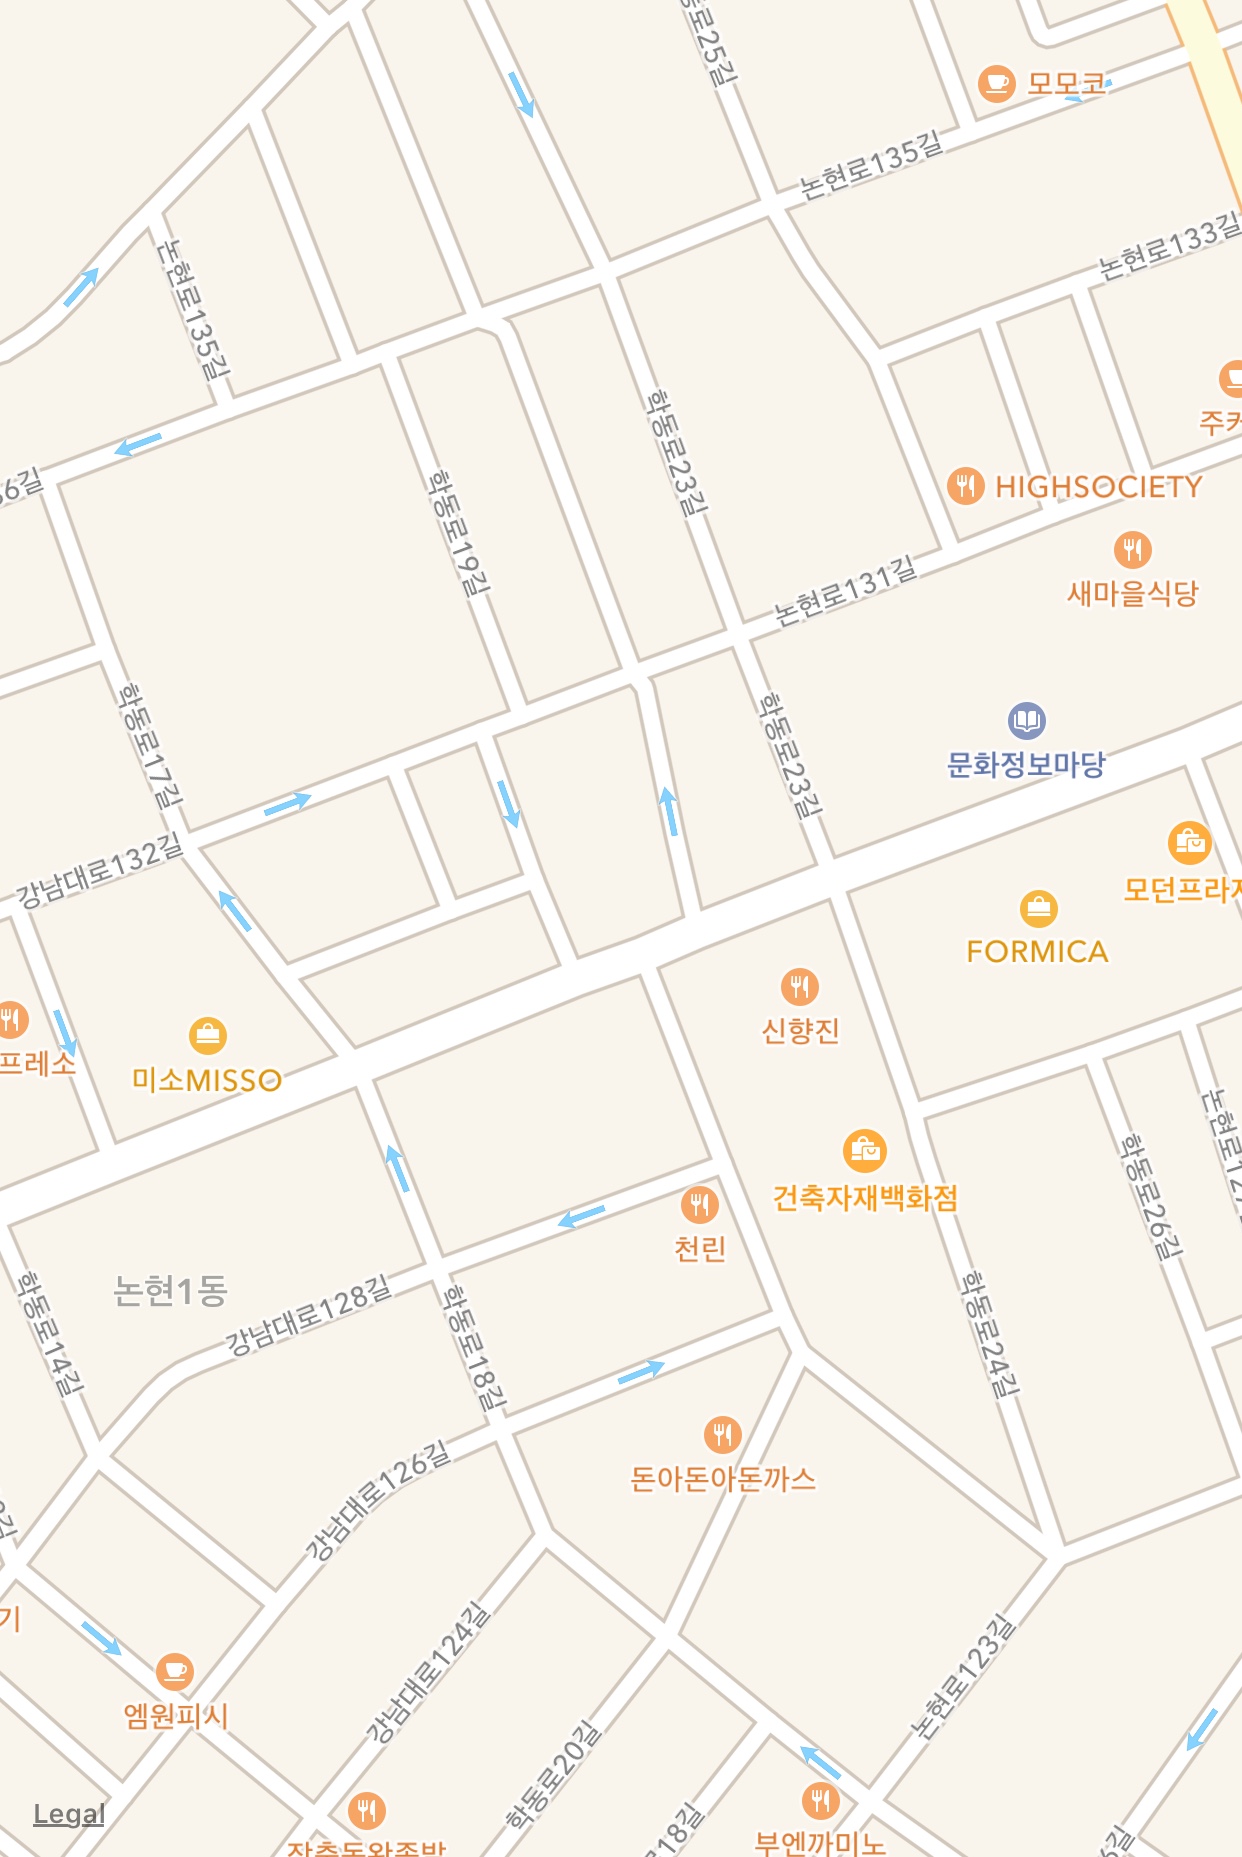 모모코
논현로135길
논현로133길
논현로135길
학동로23길
학동로19길
HIGHSOCIETY
새마을식당
논현로131길
학동로17길
학동로23길
문화정보마당
강남대로132길
FORMICA
신향진
미소MISSO
건축자재백화점
학동로26길
천린
논현1동
강남대로128길
학동로14길
학동로18길
학동로24길
강남대로126길
돈아돈아돈까스
강남대로124길
논현로123길
엠원피시
학동로20길
Legal
부엔까미노